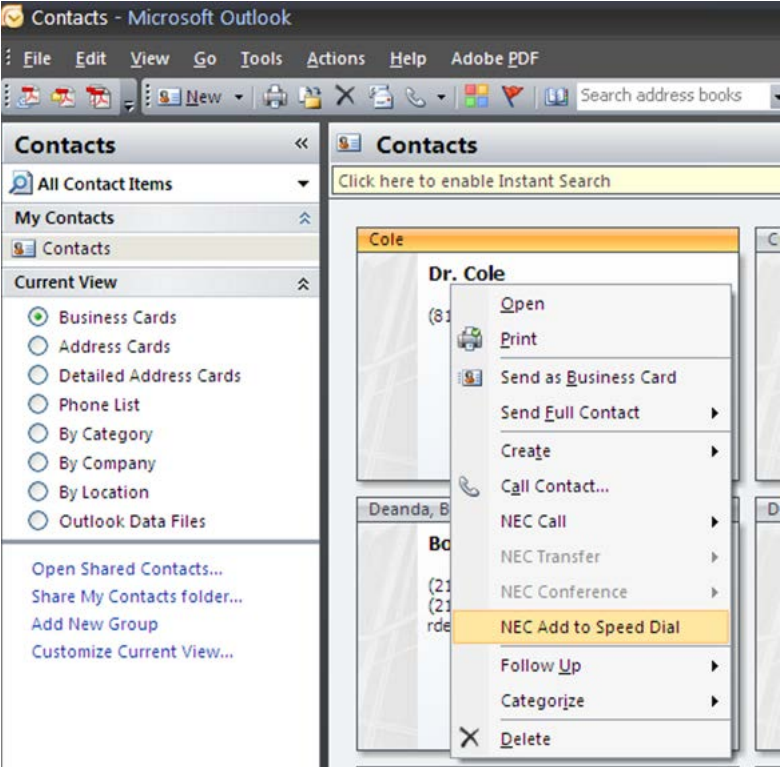 Contacts - Microsoft Outlook
File Edit View Go Tools Actions Help Adobe PDF
New Search address books
Contacts «
All Contact Items
My Contacts
Contacts
Current View
Business Cards
Address Cards
Detailed Address Cards
Phone List
By Category
By Company
By Location
Outlook Data Files
Open Shared Contacts...
Share My Contacts folder...
Add New Group
Customize Current View...
Contacts
Click here to enable Instant Search
Cole
Dr. Cole
(81
Deanda, B
Bo
(21
(21
rde
Open
Print
Send as Business Card
Send Full Contact
Create
Call Contact...
NEC Call
NEC Transfer
NEC Conference
NEC Add to Speed Dial
Follow Up
Categorize
Delete
C
D